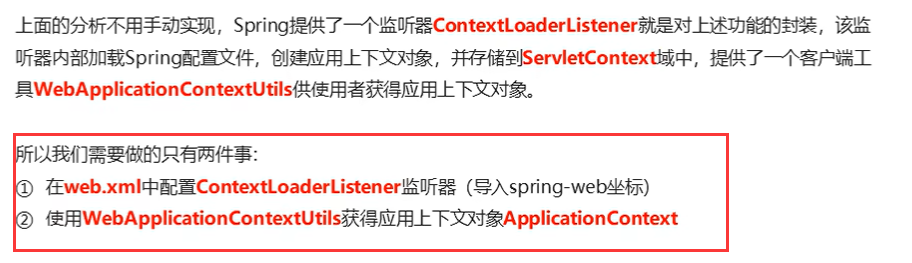 上面的分析不用手动实现，Spring提供了一个监听器ContextLoaderListener就是对上述功能的封装，该监
听器内部加载Spring配置文件，创建应用上下文对象，并存储到ServletContext域中，提供了一个客户端工
具WebApplicationContextUtils供使用者获得应用上下文对象。
所以我们需要做的只有两件事：
① 在web.xml中配置ContextLoaderListener监听器（导入spring-web坐标）
② 使用WebApplicationContextUtils获得应用上下文对象ApplicationContext